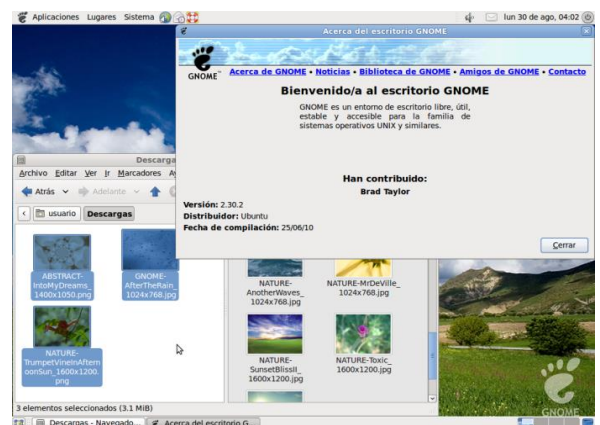 Aplicaciones Lugares Sistema
lun 30 de ago, 04:02
Acerca del escritorio GNOME
GNOME™
Acerca de GNOME • Noticias • Biblioteca de GNOME • Amigos de GNOME • Contacto
Bienvenido/a al escritorio GNOME
GNOME es un entorno de escritorio libre, útil,
estable y accesible para la familia de
sistemas operativos UNIX y similares.
Han contribuido:
Brad Taylor
Versión: 2.30.2
Distribuidor: Ubuntu
Fecha de compilación: 25/06/10
Cerrar
Descarga
Archivo Editar Ver Ir Marcadores Ay
Atrás Adelante
usuario Descargas
ABSTRACT-
IntoMyDreams_
1400x1050.png
GNOME-
AfterTheRain_
1024x768.jpg
NATURE-
TrumpetVineInAftern
oonSun_1600x1200.
png
NATURE-
AnotherWaves_
1024x768.jpg
NATURE-MrDeVille_
1024x768.jpg
NATURE-
SunsetBlissII_
1600x1200.jpg
NATURE-Toxic_
1600x1200.jpg
3 elementos seleccionados (3.1 MiB)
GNOME
Descargas - Navegado...
Acerca del escritorio G...